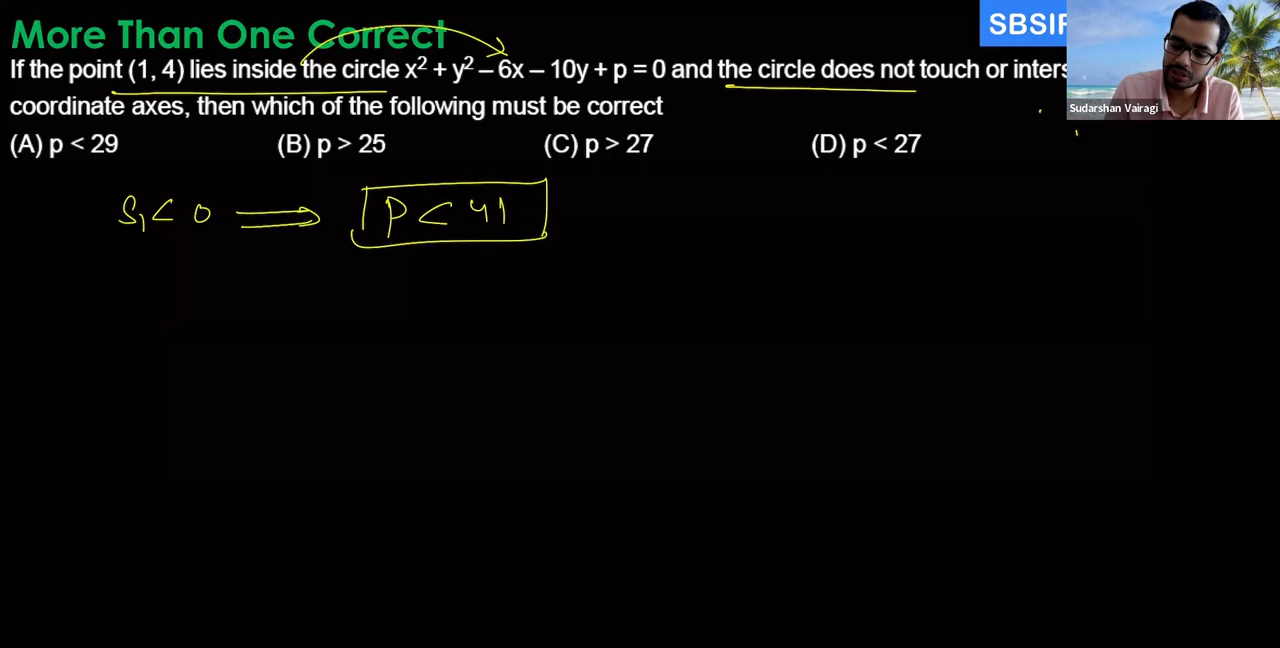 More Than One Correct
SBSIF
If the point (1, 4) lies inside the circle x² + y² – 6x – 10y + p = 0 and the circle does not touch or inters
coordinate axes, then which of the following must be correct
Sudarshan Vairagi
(A) p < 29 (B) p > 25 (C) p > 27 (D) p < 27
S₁ < 0 ⟹ p < 41